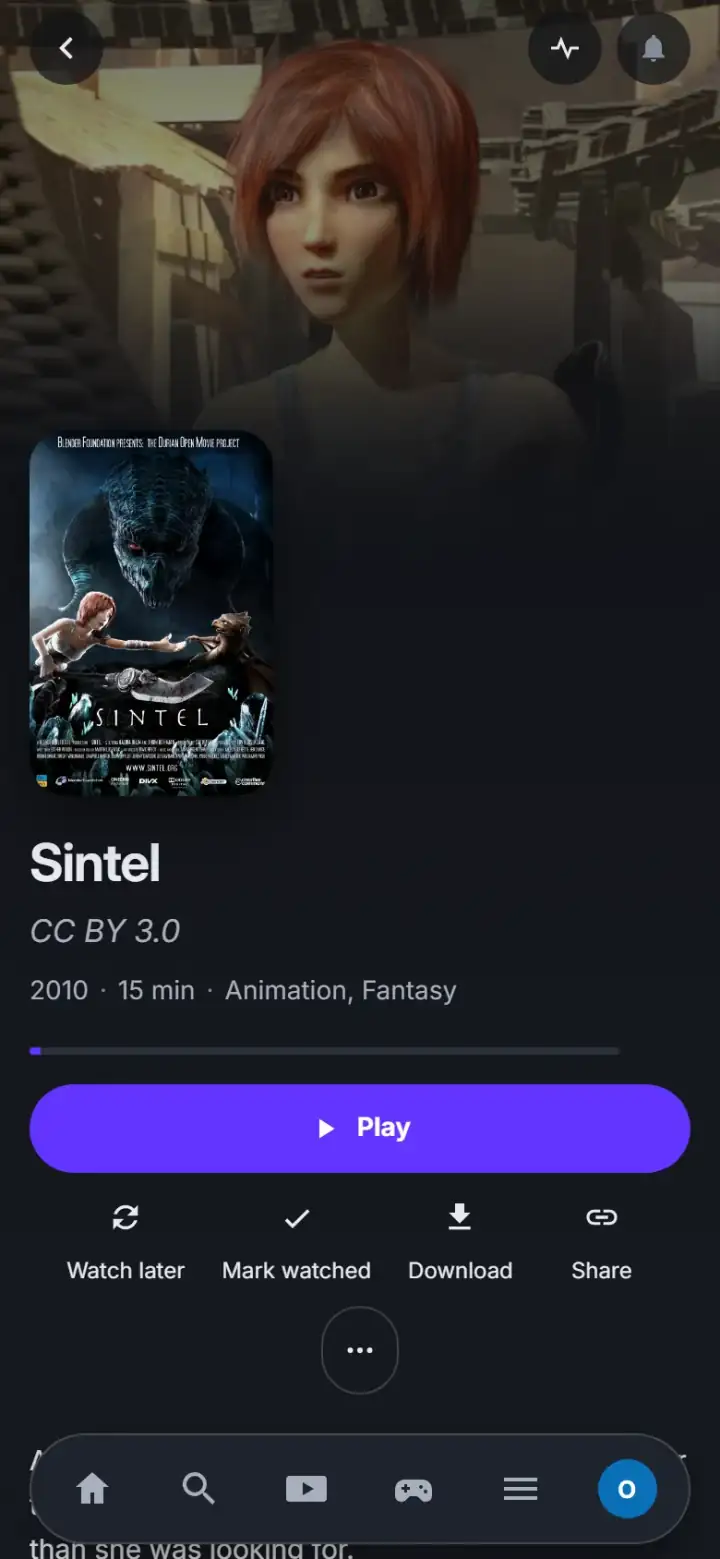 BLENDER FOUNDATION PRESENTS: THE DURIAN OPEN MOVIE PROJECT
SINTEL
WWW.SINTEL.ORG
DIVX
Sintel
CC BY 3.0
2010 · 15 min · Animation, Fantasy
Play
Watch later
Mark watched
Download
Share
O
than she was looking for.